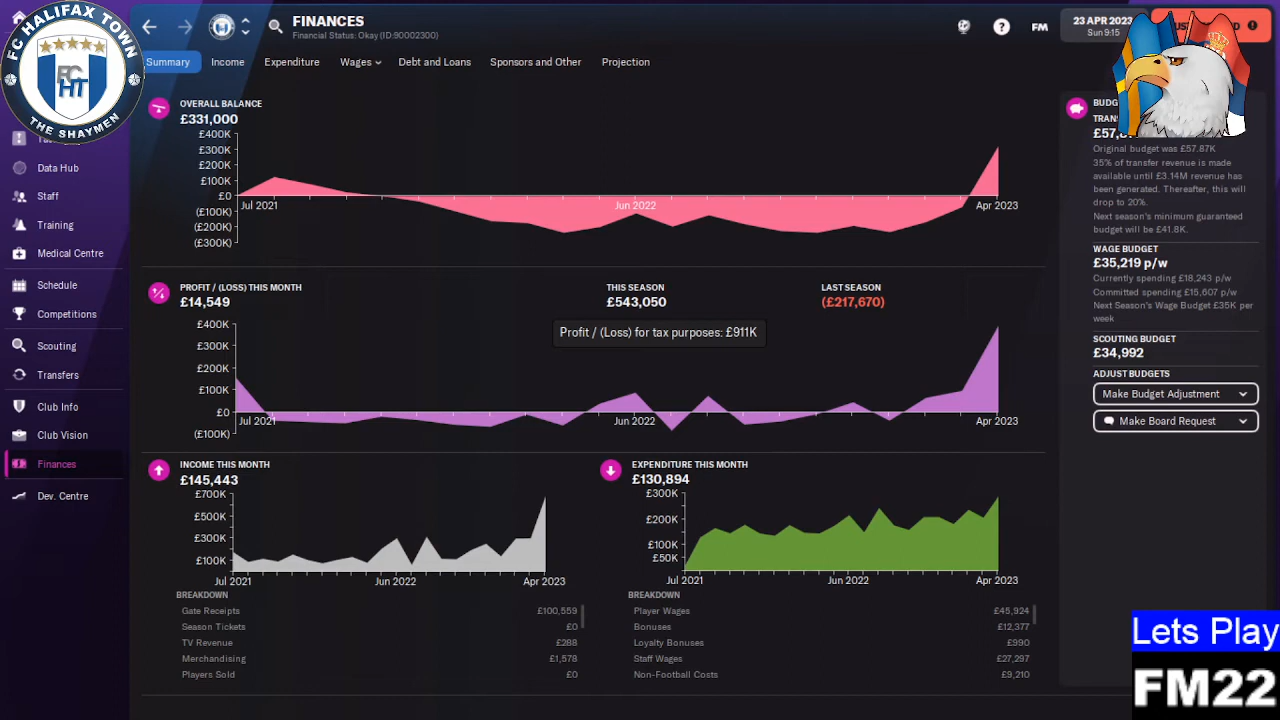 FC HALIFAX TOWN
FC
HT
THE SHAYMEN
FINANCES
Financial Status: Okay (ID:90002300)
?
FM
23 APR 2023
Sun 9:15
Summary
Income
Expenditure
Wages
Debt and Loans
Sponsors and Other
Projection
Data Hub
Staff
Training
Medical Centre
Schedule
Competitions
Scouting
Transfers
Club Info
Club Vision
Finances
Dev. Centre
OVERALL BALANCE
£331,000
£400K
£300K
£200K
£100K
£0
(£100K)
(£200K)
(£300K)
Jul 2021
Jun 2022
Apr 2023
PROFIT / (LOSS) THIS MONTH
£14,549
THIS SEASON
£543,050
LAST SEASON
(£217,670)
Profit / (Loss) for tax purposes: £911K
£400K
£300K
£200K
£100K
£0
(£100K)
Jul 2021
Jun 2022
Apr 2023
INCOME THIS MONTH
£145,443
£700K
£500K
£300K
£100K
Jul 2021
Jun 2022
Apr 2023
BREAKDOWN
Gate Receipts £100,559
Season Tickets £0
TV Revenue £288
Merchandising £1,578
Players Sold £0
EXPENDITURE THIS MONTH
£130,894
£300K
£200K
£100K
£50K
Jul 2021
Jun 2022
Apr 2023
BREAKDOWN
Player Wages £45,924
Bonuses £12,377
Loyalty Bonuses £990
Staff Wages £27,297
Non-Football Costs £9,210
Original budget was £57.87K
35% of transfer revenue is made
available until £3.14M revenue has
been generated. Thereafter, this will
drop to 20%.
Next season's minimum guaranteed
budget will be £41.8K.
WAGE BUDGET
£35,219 p/w
Currently spending £18,243 p/w
Committed spending £15,607 p/w
Next Season's Wage Budget £35K per
week
SCOUTING BUDGET
£34,992
ADJUST BUDGETS
Make Budget Adjustment
Make Board Request
Lets Play
FM22